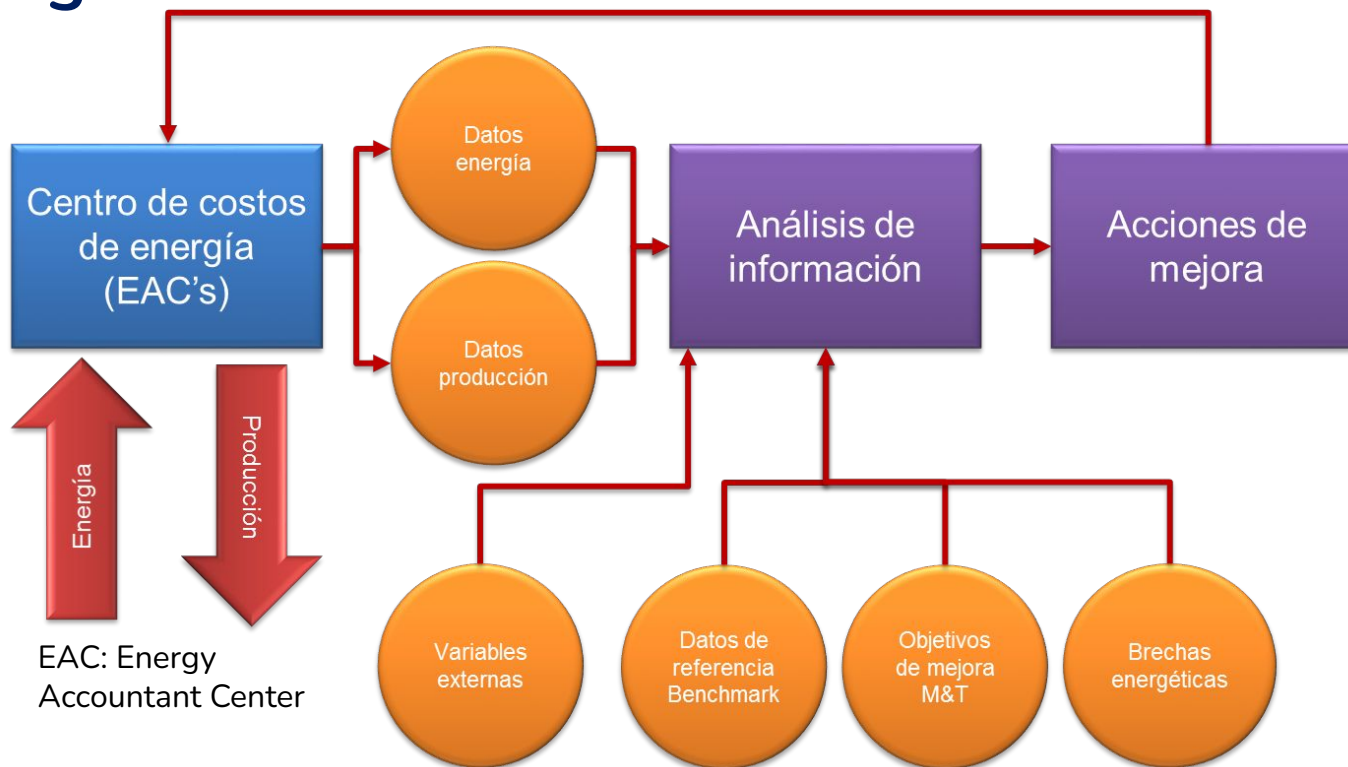 Datos
energía
Centro de costos
de energía
(EAC's)
Análisis de
información
Acciones de
mejora
Datos
producción
Energía
Producción
EAC: Energy
Accountant Center
Variables
externas
Datos de
referencia
Benchmark
Objetivos
de mejora
M&T
Brechas
energéticas